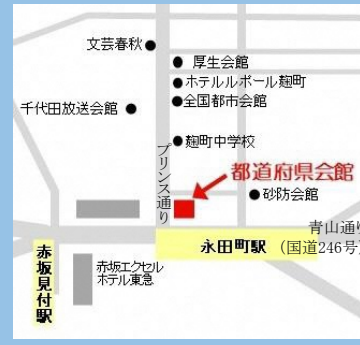 文芸春秋
厚生会館
ホテルルポール麹町
全国都市会館
千代田放送会館
麹町中学校
プリンス通り
都道府県会館
砂防会館
青山通り
(国道246号)
永田町駅
赤坂見付駅
赤坂エクセル
ホテル東急